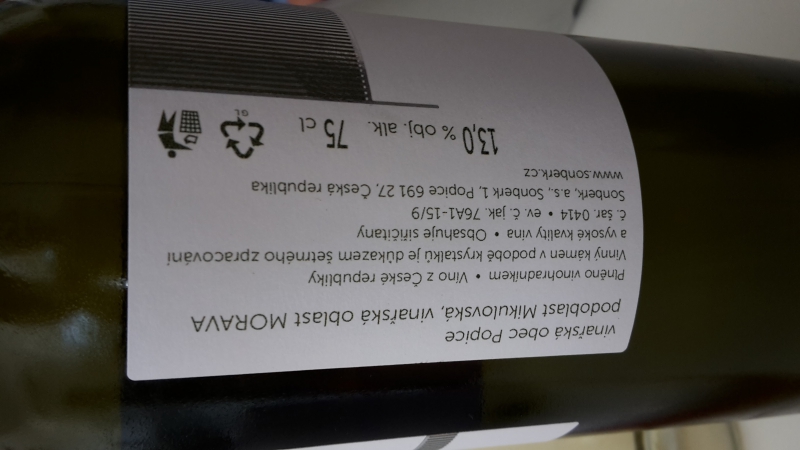 vinařská obec Popice
podoblast Mikulovská, vinařská oblast MORAVA
Plněno vinohradníkem • Víno z České republiky
Vinný kámen v podobě krystalků je důkazem šetrného zpracování
a vysoké kvality vína • Obsahuje siřičitany
č. šar. 0414 • ev. č. jak. 76A1-15/9
Sonberk, a.s., Sonberk 1, Popice 691 27, Česká republika
www.sonberk.cz
13,0 % obj. alk. 75 cl
GL